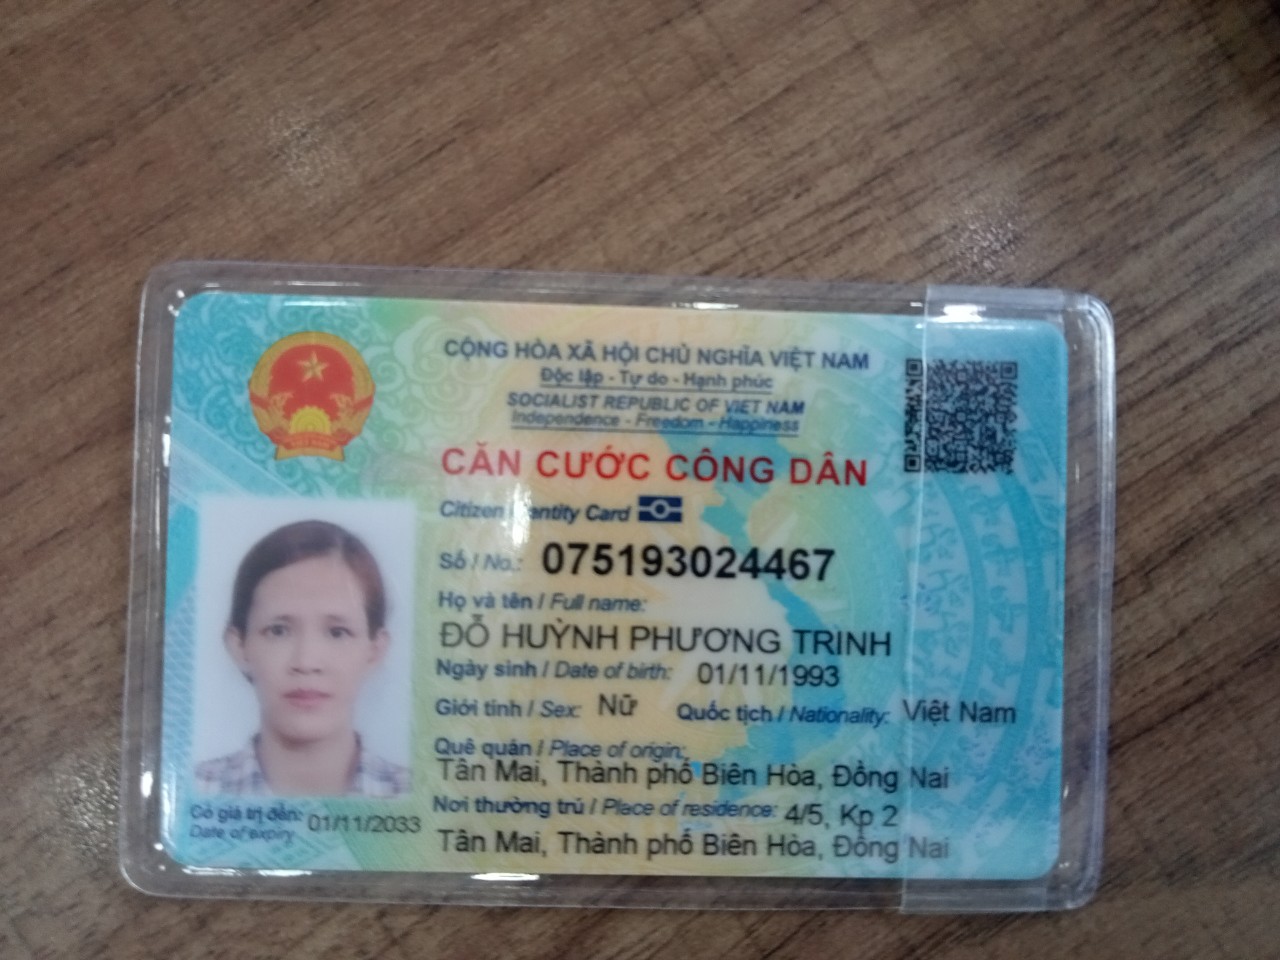 CỘNG HÒA XÃ HỘI CHỦ NGHĨA VIỆT NAM
Độc lập - Tự do - Hạnh phúc
SOCIALIST REPUBLIC OF VIET NAM
Independence - Freedom - Happiness
CĂN CƯỚC CÔNG DÂN
Citizen Identity Card
Số / No.: 075193024467
Họ và tên / Full name:
ĐỖ HUỲNH PHƯƠNG TRINH
Ngày sinh / Date of birth: 01/11/1993
Giới tính / Sex: Nữ Quốc tịch / Nationality: Việt Nam
Quê quán / Place of origin:
Tân Mai, Thành phố Biên Hòa, Đồng Nai
Nơi thường trú / Place of residence: 4/5, Kp 2
Tân Mai, Thành phố Biên Hòa, Đồng Nai
Có giá trị đến: 01/11/2033
Date of expiry